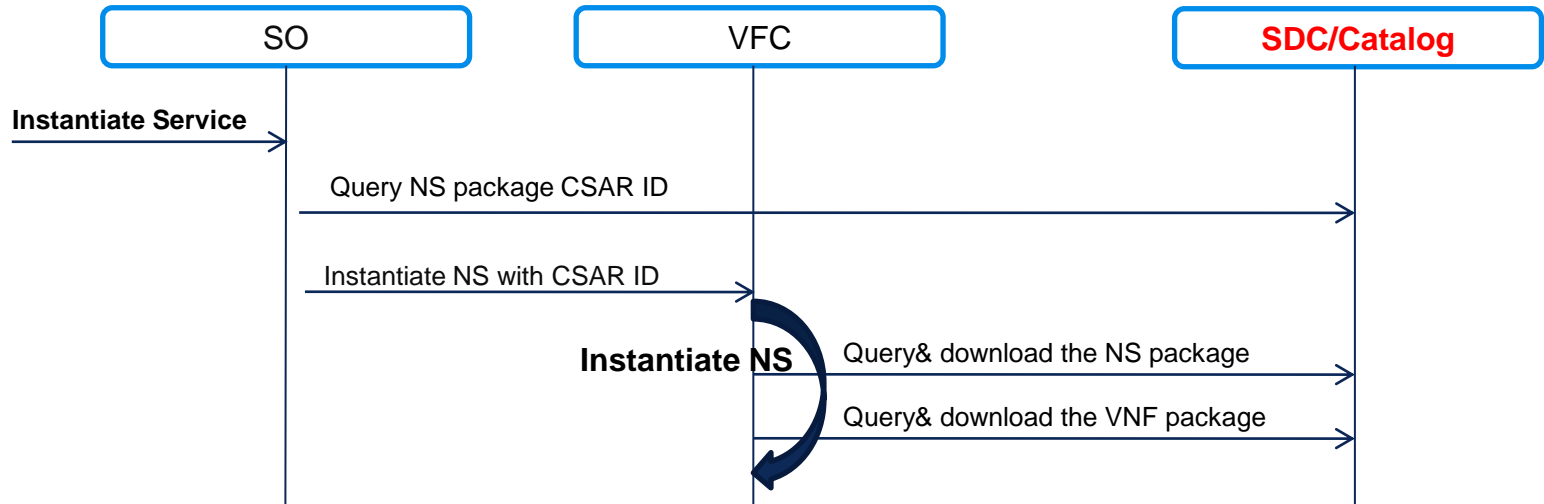 SO
VFC
SDC/Catalog
Instantiate Service
Query NS package CSAR ID
Instantiate NS with CSAR ID
Instantiate NS
Query& download the NS package
Query& download the VNF package